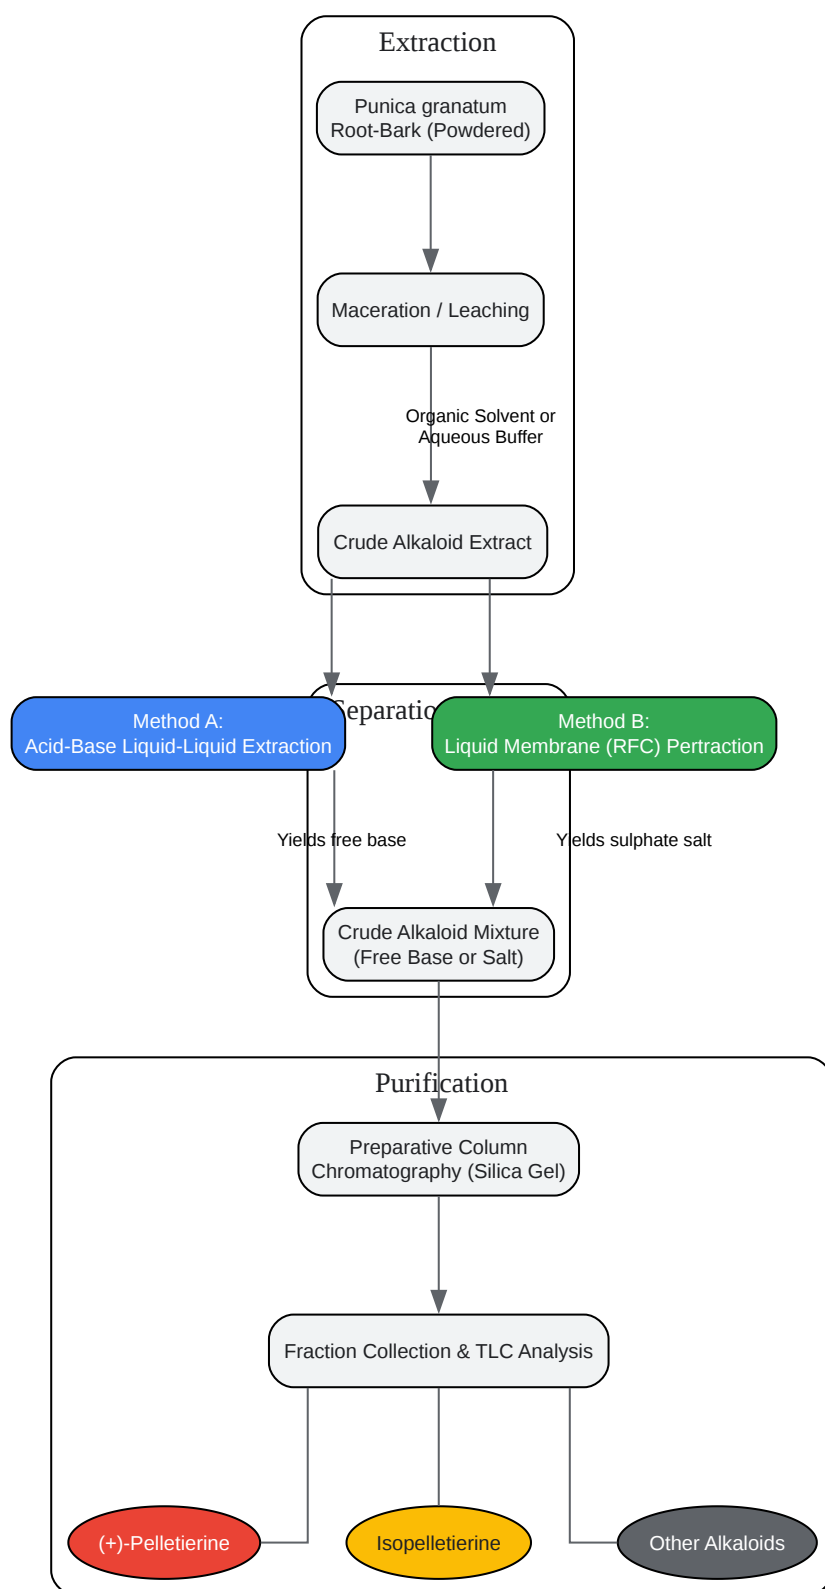 Extraction
Punica granatum
Root-Bark (Powdered)
Maceration / Leaching
Organic Solvent or
Aqueous Buffer
Crude Alkaloid Extract
Separatio
Method A:
Acid-Base Liquid-Liquid Extraction
Method B:
Liquid Membrane (RFC) Pertraction
Yields free base
Yields sulphate salt
Crude Alkaloid Mixture
(Free Base or Salt)
Purification
Preparative Column
Chromatography (Silica Gel)
Fraction Collection & TLC Analysis
(+)-Pelletierine
Isopelletierine
Other Alkaloids